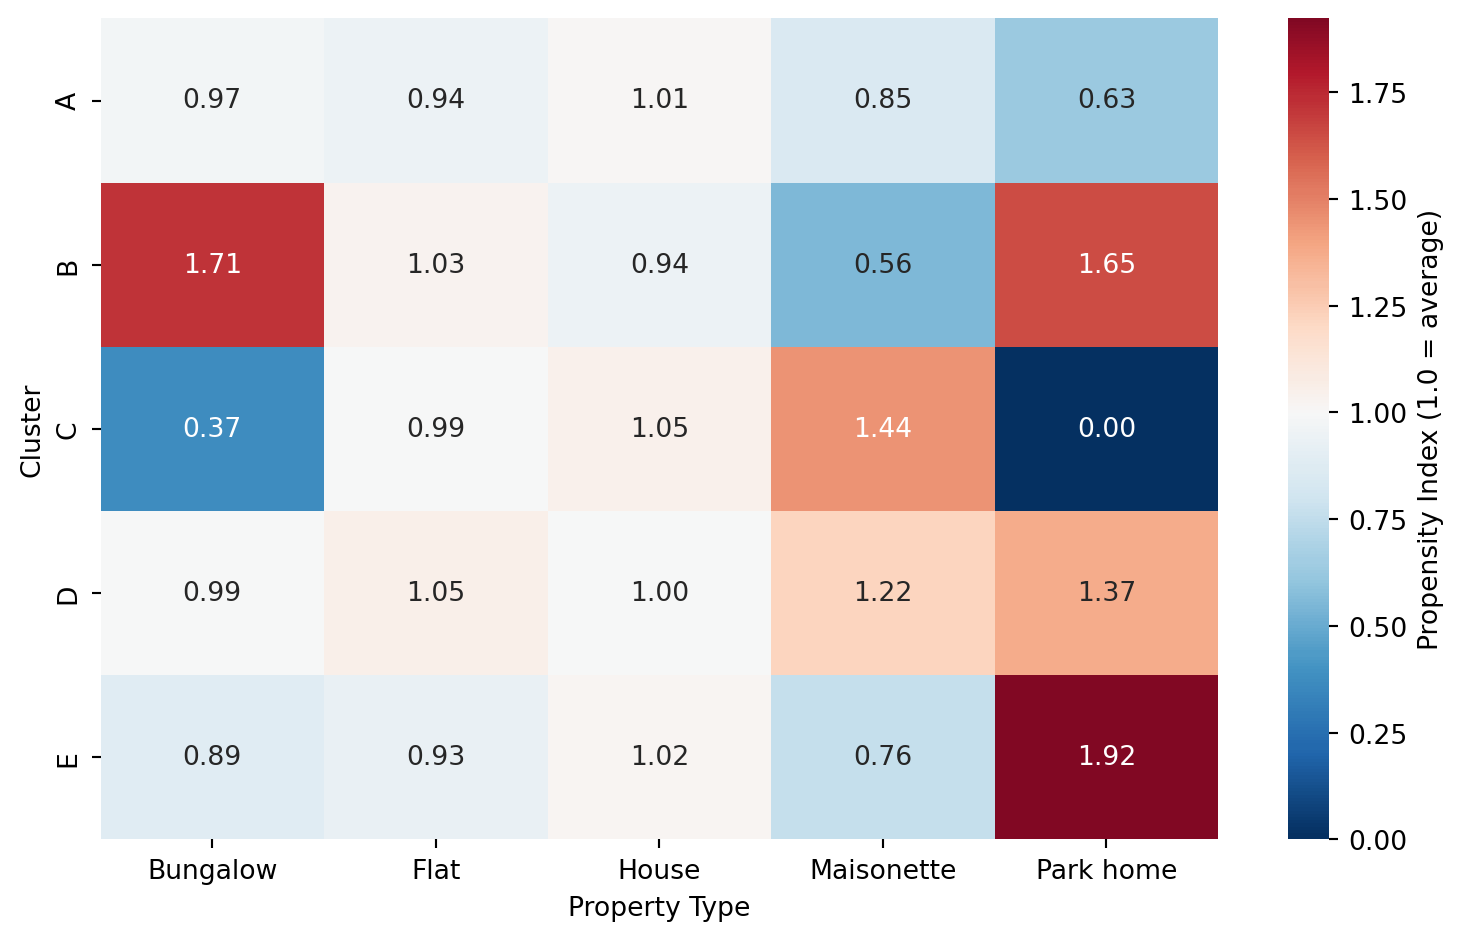 A 0.97 0.94 1.01 0.85 0.63
B 1.71 1.03 0.94 0.56 1.65
C 0.37 0.99 1.05 1.44 0.00
D 0.99 1.05 1.00 1.22 1.37
E 0.89 0.93 1.02 0.76 1.92
Cluster
Bungalow Flat House Maisonette Park home
Property Type
1.75
1.50
1.25
1.00
0.75
0.50
0.25
0.00
Propensity Index (1.0 = average)